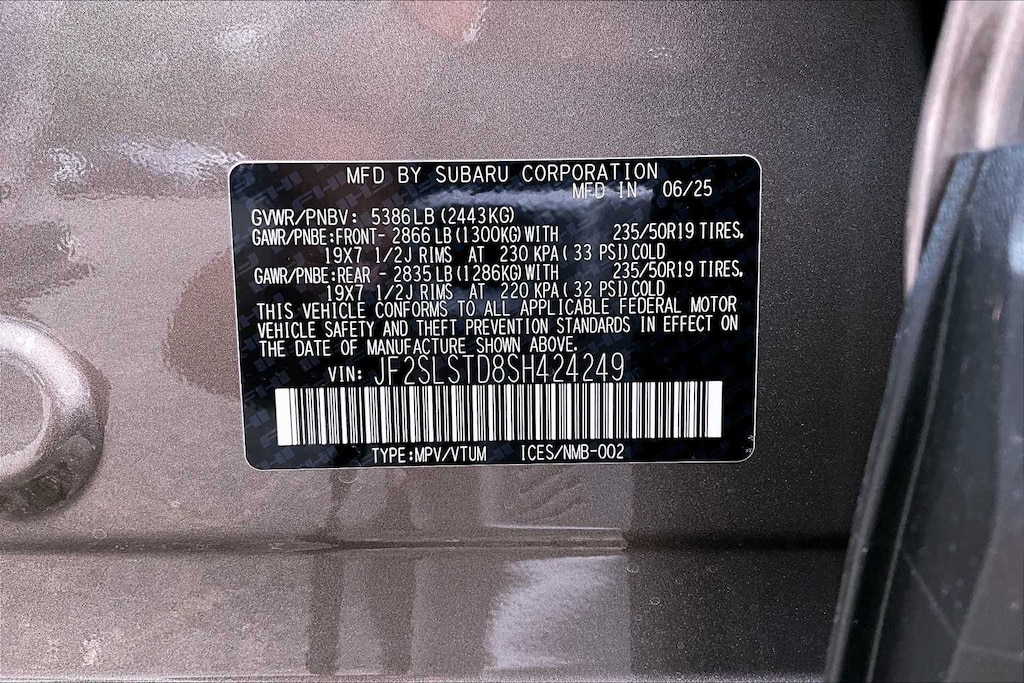 MFD BY SUBARU CORPORATION
MFD IN 06/25
GVWR/PNBV: 5386LB (2443KG)
GAWR/PNBE:FRONT- 2866LB (1300KG) WITH 235/50R19 TIRES,
19X7 1/2J RIMS AT 230 KPA ( 33 PSI) COLD
GAWR/PNBE:REAR - 2835LB (1286KG) WITH 235/50R19 TIRES,
19X7 1/2J RIMS AT 220 KPA ( 32 PSI) COLD
THIS VEHICLE CONFORMS TO ALL APPLICABLE FEDERAL MOTOR
VEHICLE SAFETY AND THEFT PREVENTION STANDARDS IN EFFECT ON
THE DATE OF MANUFACTURE SHOWN ABOVE.
VIN: JF2SLSTD8SH424249
TYPE:MPV/VTUM ICES/NMB-002